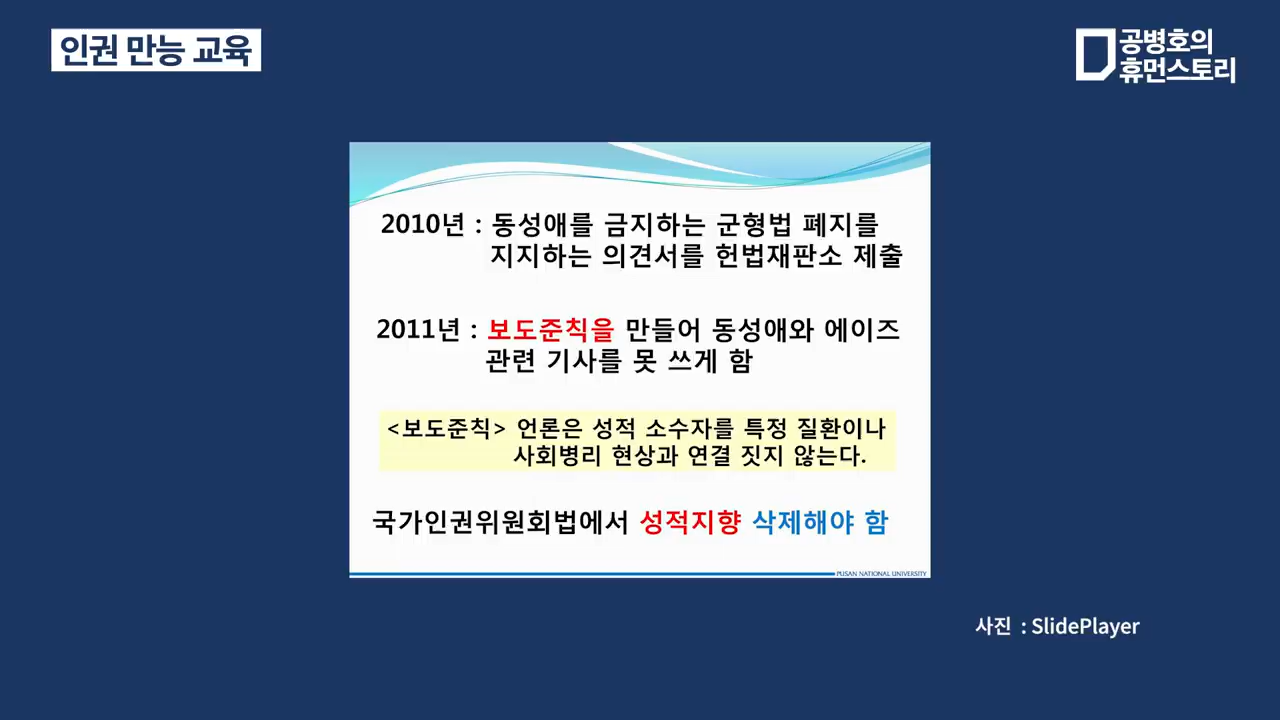 인권 만능 교육
공병호의
휴먼스토리
2010년 : 동성애를 금지하는 군형법 폐지를
지지하는 의견서를 헌법재판소 제출
2011년 : 보도준칙을 만들어 동성애와 에이즈
관련 기사를 못 쓰게 함
<보도준칙> 언론은 성적 소수자를 특정 질환이나
사회병리 현상과 연결 짓지 않는다.
국가인권위원회법에서 성적지향 삭제해야 함
PUSAN NATIONAL UNIVERSITY
사진 : SlidePlayer